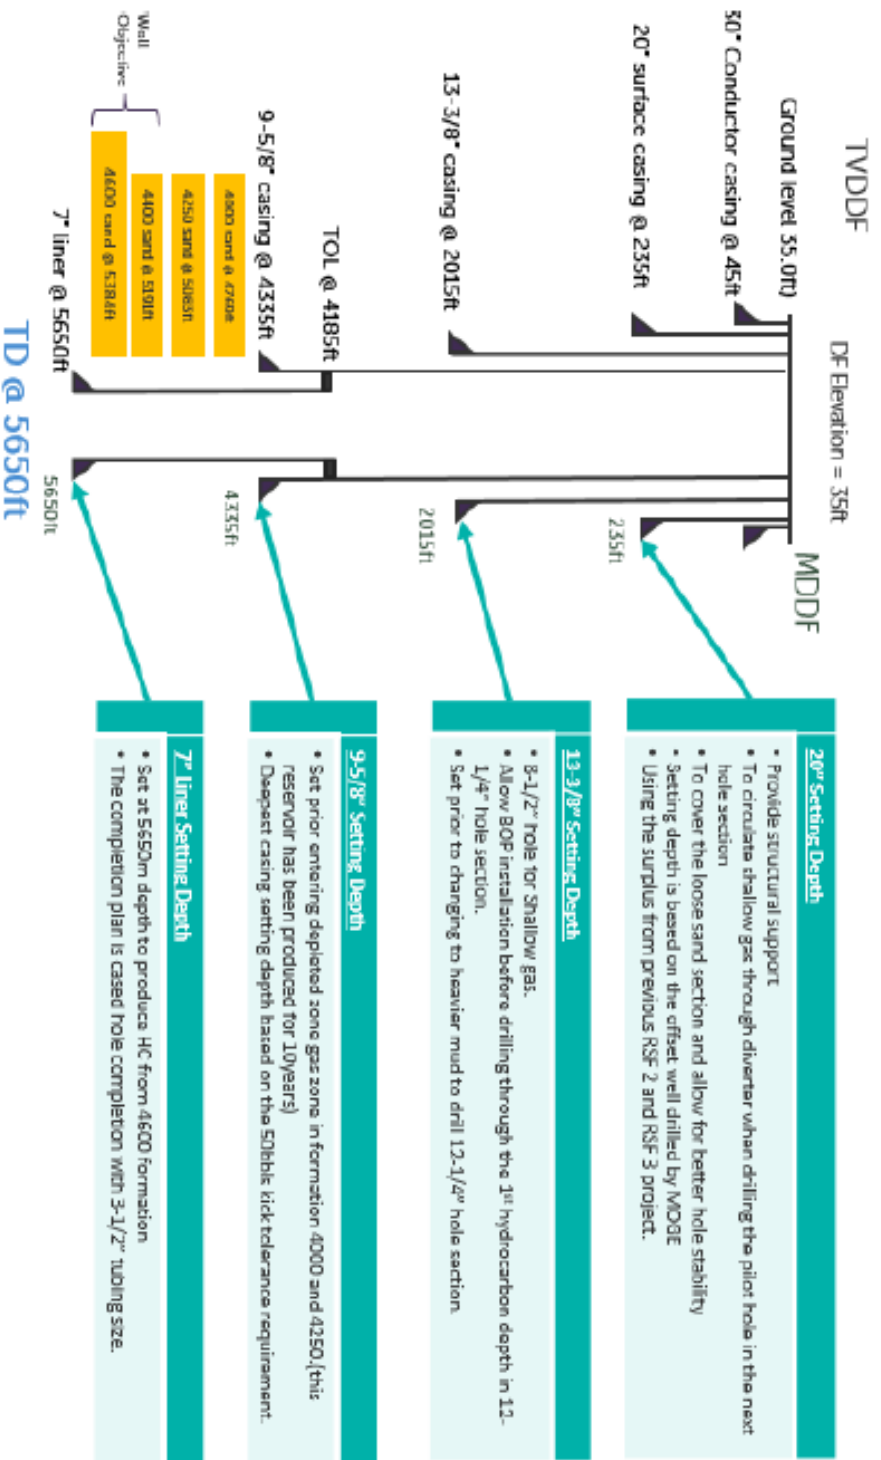 TVDDF
DF Elevation = 35ft
MDDF
Ground level 35.0ft)
30" Conductor casing @ 45ft
20" surface casing @ 235ft
235ft
13-3/8" casing @ 2015ft
2015ft
TOL @ 4185ft
9-5/8" casing @ 4335ft
4335ft
4000 sand @ 4760ft
4250 sand @ 5065ft
4400 sand @ 5191ft
4600 sand @ 5384ft
Well
Objective
7" liner @ 5650ft
5650ft
TD @ 5650ft
20" Setting Depth
• Provide structural support
• To circulate shallow gas through diverter when drilling the pilot hole in the next
hole section
• To cover the loose sand section and allow for better hole stability
• Setting depth is based on the offset well drilled by MOGE
• Using the surplus from previous RSF 2 and RSF 3 project.
13-3/8" Setting Depth
• 8-1/2" hole for Shallow gas.
• Allow BOP installation before drilling through the 1st hydrocarbon depth in 12-
1/4" hole section.
• Set prior to changing to heavier mud to drill 12-1/4" hole section
9-5/8" Setting Depth
• Set prior entering depleted zone gas zone in formation 4000 and 4250.(this
reservoir has been produced for 10years)
• Deepest casing setting depth based on the 50bbls kick tolerance requirement.
7" Liner Setting Depth
• Set at 5650m depth to produce HC from 4600 formation
• The completion plan is cased hole completion with 3-1/2" tubing size.